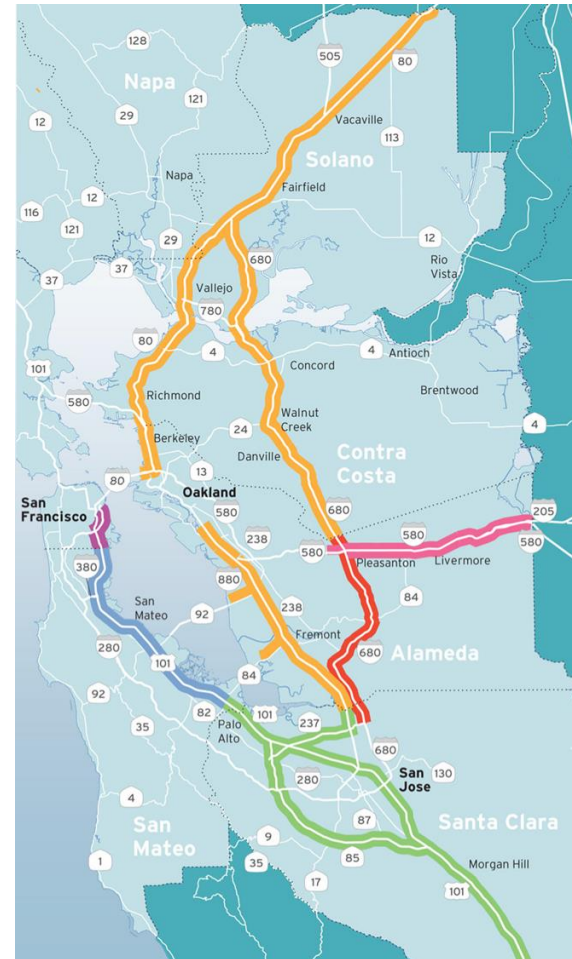 128
505
80
Napa
121
29
12
Vacaville
113
Solano
Napa
Fairfield
12
116
121
29
12
680
Rio
Vista
37
37
37
Vallejo
780
80
4
4
Antioch
101
Concord
Brentwood
580
Richmond
Walnut
Creek
4
24
Berkeley
Danville
Contra
Costa
13
80
Oakland
San
Francisco
580
680
205
238
580
580
580
Pleasanton
Livermore
380
880
84
San
Mateo
92
238
Fremont
680
Alameda
280
101
84
92
82
101
237
Palo
Alto
35
680
280
San
Jose
130
4
87
Santa Clara
San
Mateo
9
85
1
35
Morgan Hill
17
101